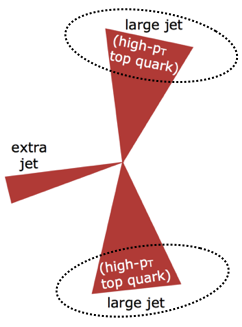 large jet
(high-pT
top quark)
extra
jet
(high-pT
top quark)
large jet